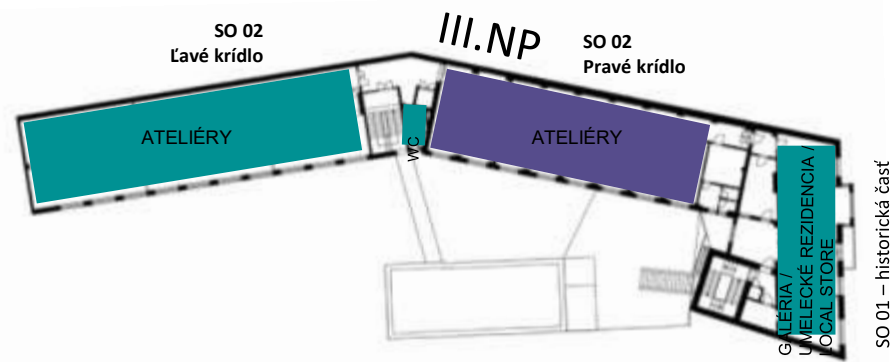 SO 02
Ľavé krídlo
III.NP
SO 02
Pravé krídlo
ATELIÉRY
WC
ATELIÉRY
GALÉRIA /
UMELECKÉ REZIDENCIA /
LOCAL STORE
SO 01 – historická časť